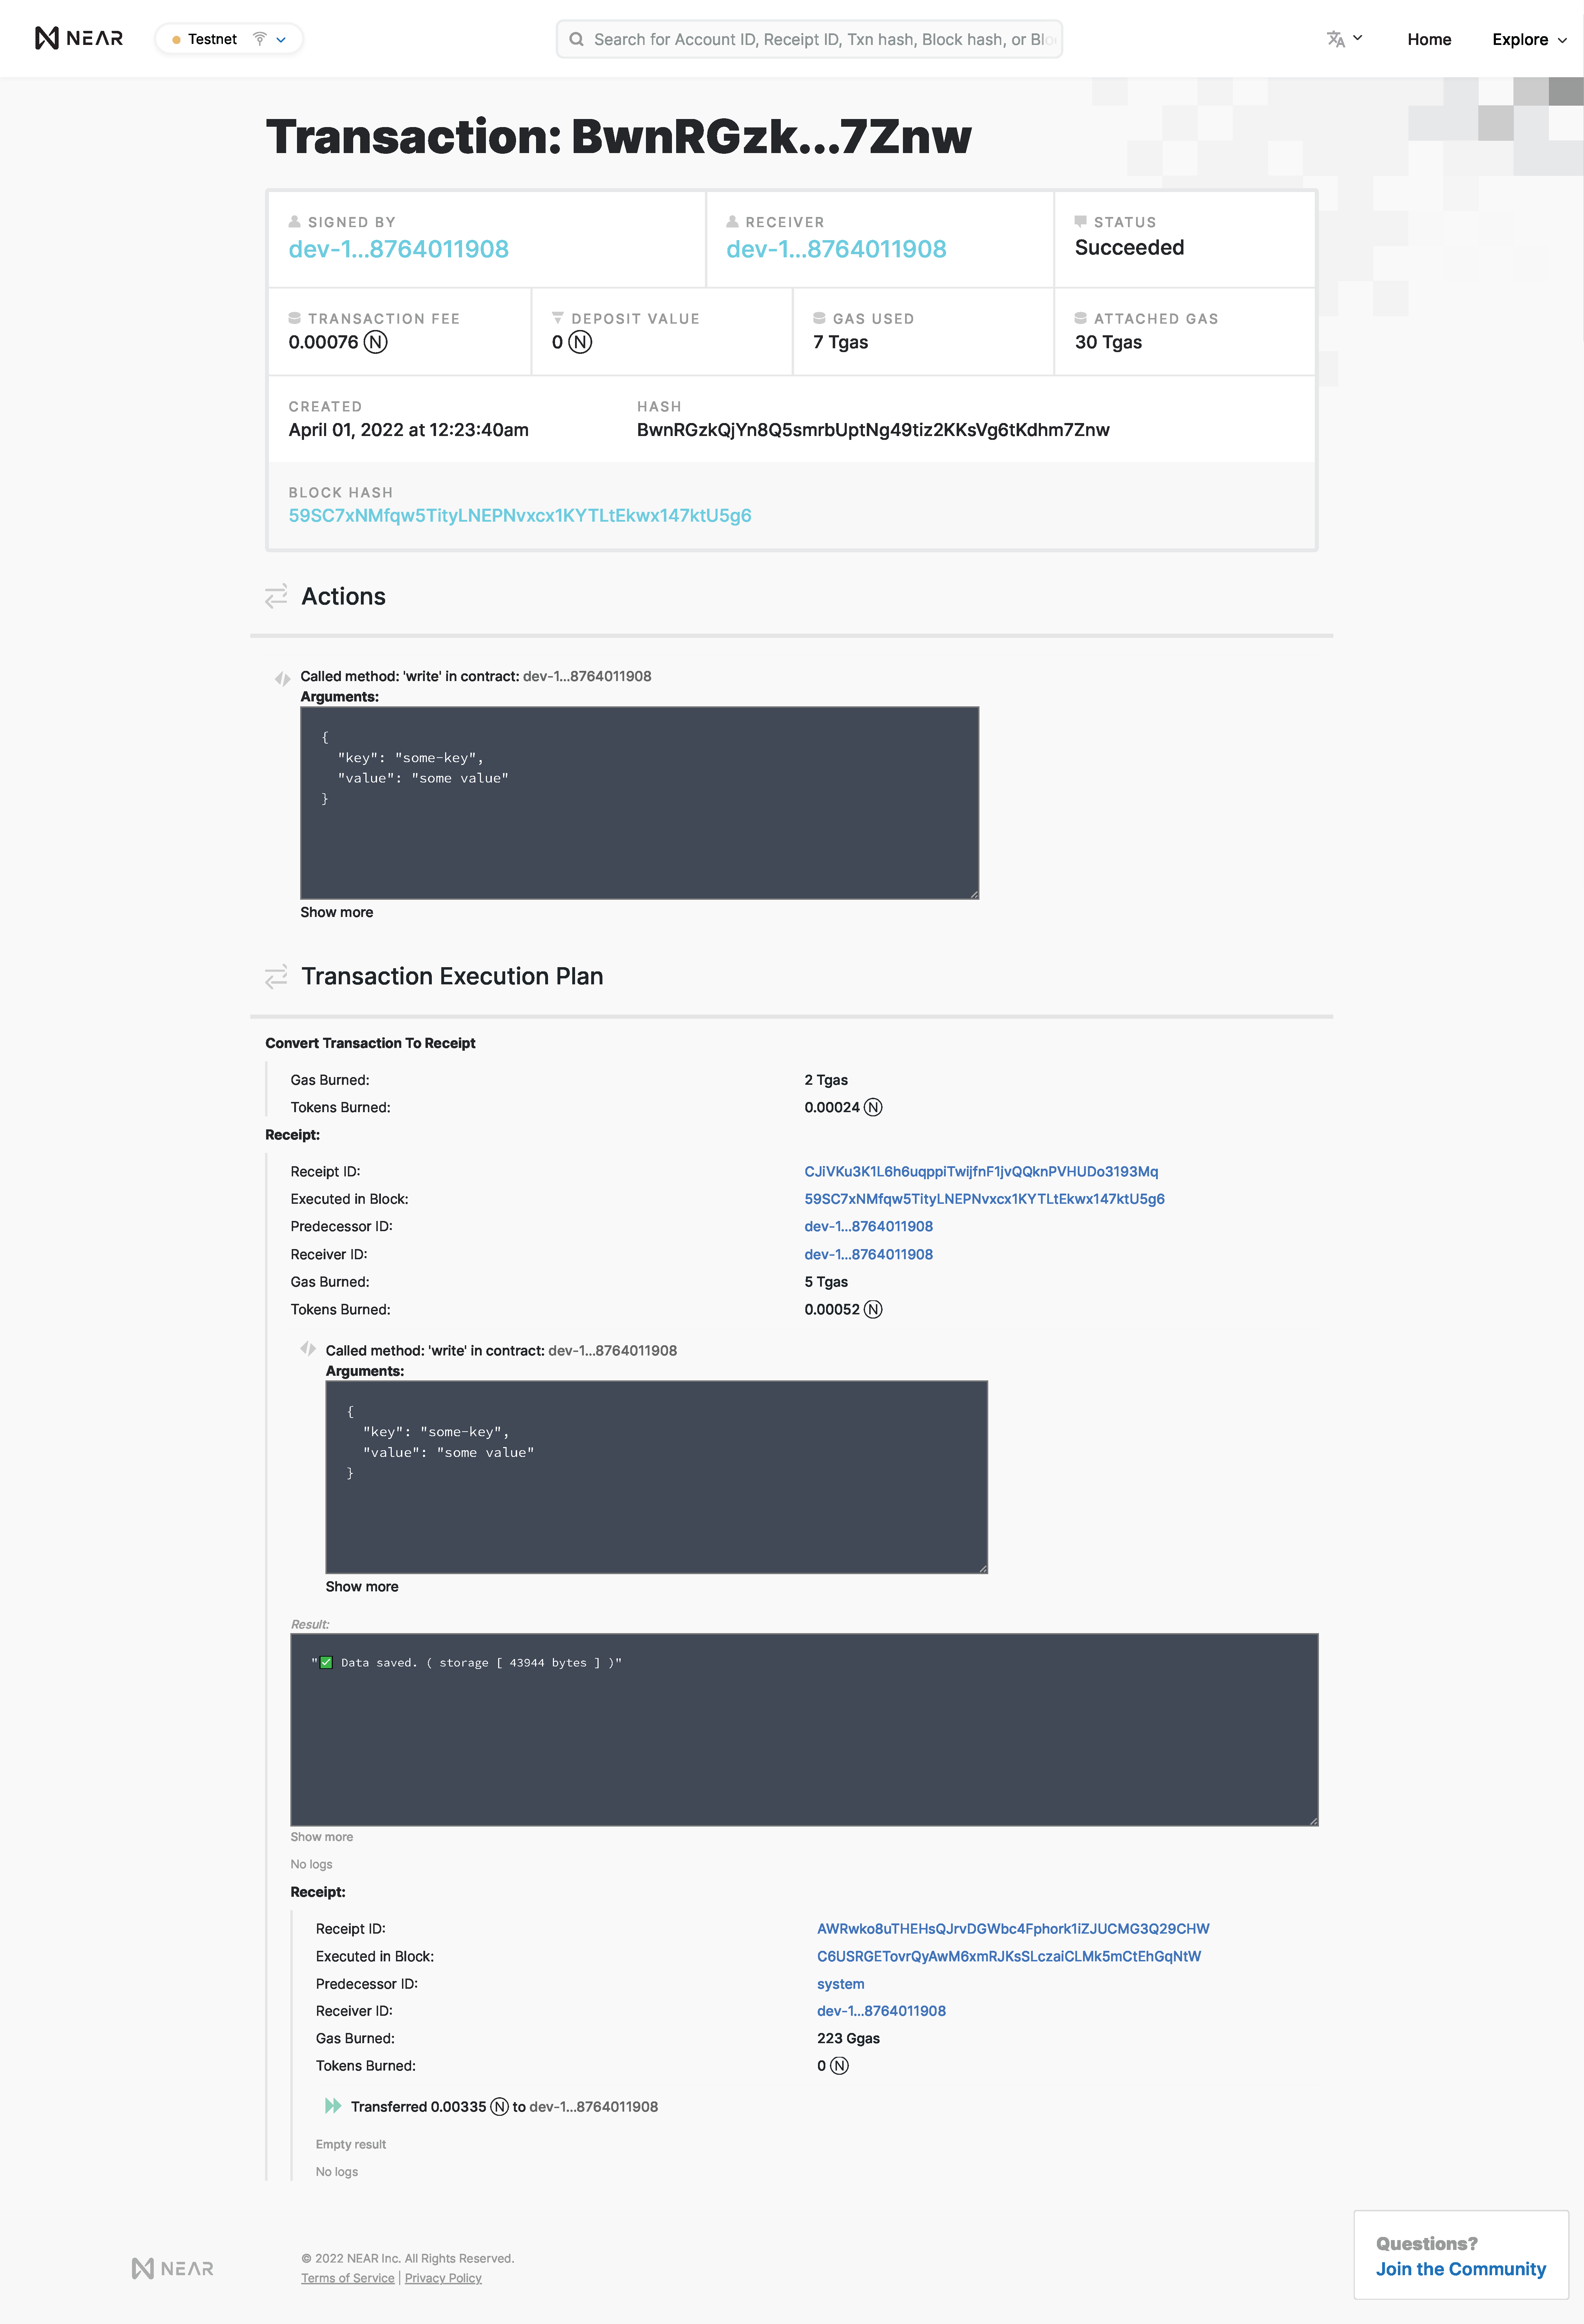 NEAR
Testnet
Search for Account ID, Receipt ID, Txn hash, Block hash, or Blo
Home
Explore
Transaction: BwnRGzk...7Znw
SIGNED BY
dev-1...8764011908
RECEIVER
dev-1...8764011908
STATUS
Succeeded
TRANSACTION FEE
0.00076 Ⓝ
DEPOSIT VALUE
0 Ⓝ
GAS USED
7 Tgas
ATTACHED GAS
30 Tgas
CREATED
April 01, 2022 at 12:23:40am
HASH
BwnRGzkQjYn8Q5smrbUptNg49tiz2KKsVg6tKdhm7Znw
BLOCK HASH
59SC7xNMfqw5TityLNEPNvxcx1KYTLtEkwx147ktU5g6
Actions
Called method: 'write' in contract: dev-1...8764011908
Arguments:
{
"key": "some-key",
"value": "some value"
}
Show more
Transaction Execution Plan
Convert Transaction To Receipt
Gas Burned: 2 Tgas
Tokens Burned: 0.00024 Ⓝ
Receipt:
Receipt ID: CJiVKu3K1L6h6uqppiTwijfnF1jvQQknPVHUDo3193Mq
Executed in Block: 59SC7xNMfqw5TityLNEPNvxcx1KYTLtEkwx147ktU5g6
Predecessor ID: dev-1...8764011908
Receiver ID: dev-1...8764011908
Gas Burned: 5 Tgas
Tokens Burned: 0.00052 Ⓝ
Called method: 'write' in contract: dev-1...8764011908
Arguments:
{
"key": "some-key",
"value": "some value"
}
Show more
Result:
"✅ Data saved. ( storage [ 43944 bytes ] )"
Show more
No logs
Receipt:
Receipt ID: AWRwko8uTHEHsQJrvDGWbc4Fphork1iZJUCMG3Q29CHW
Executed in Block: C6USRGETovrQyAwM6xmRJKsSLczaiCLMk5mCtEhGqNtW
Predecessor ID: system
Receiver ID: dev-1...8764011908
Gas Burned: 223 Ggas
Tokens Burned: 0 Ⓝ
Transferred 0.00335 Ⓝ to dev-1...8764011908
Empty result
No logs
NEAR
© 2022 NEAR Inc. All Rights Reserved.
Terms of Service | Privacy Policy
Questions?
Join the Community